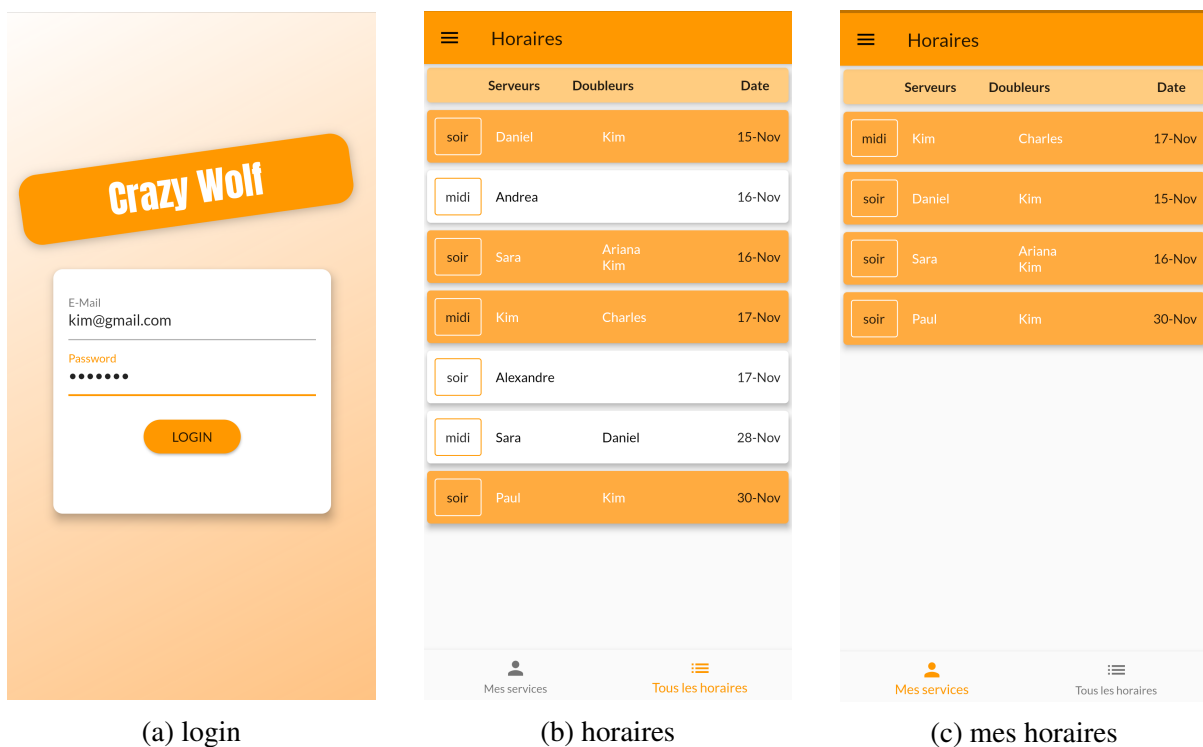 Crazy Wolf
E-Mail
kim@gmail.com
Password
•••••••
LOGIN
(a) login
Horaires
Serveurs Doubleurs Date
soir Daniel Kim 15-Nov
midi Andrea 16-Nov
soir Sara Ariana Kim 16-Nov
midi Kim Charles 17-Nov
soir Alexandre 17-Nov
midi Sara Daniel 28-Nov
soir Paul Kim 30-Nov
Mes services Tous les horaires
(b) horaires
Horaires
Serveurs Doubleurs Date
midi Kim Charles 17-Nov
soir Daniel Kim 15-Nov
soir Sara Ariana Kim 16-Nov
soir Paul Kim 30-Nov
Mes services Tous les horaires
(c) mes horaires